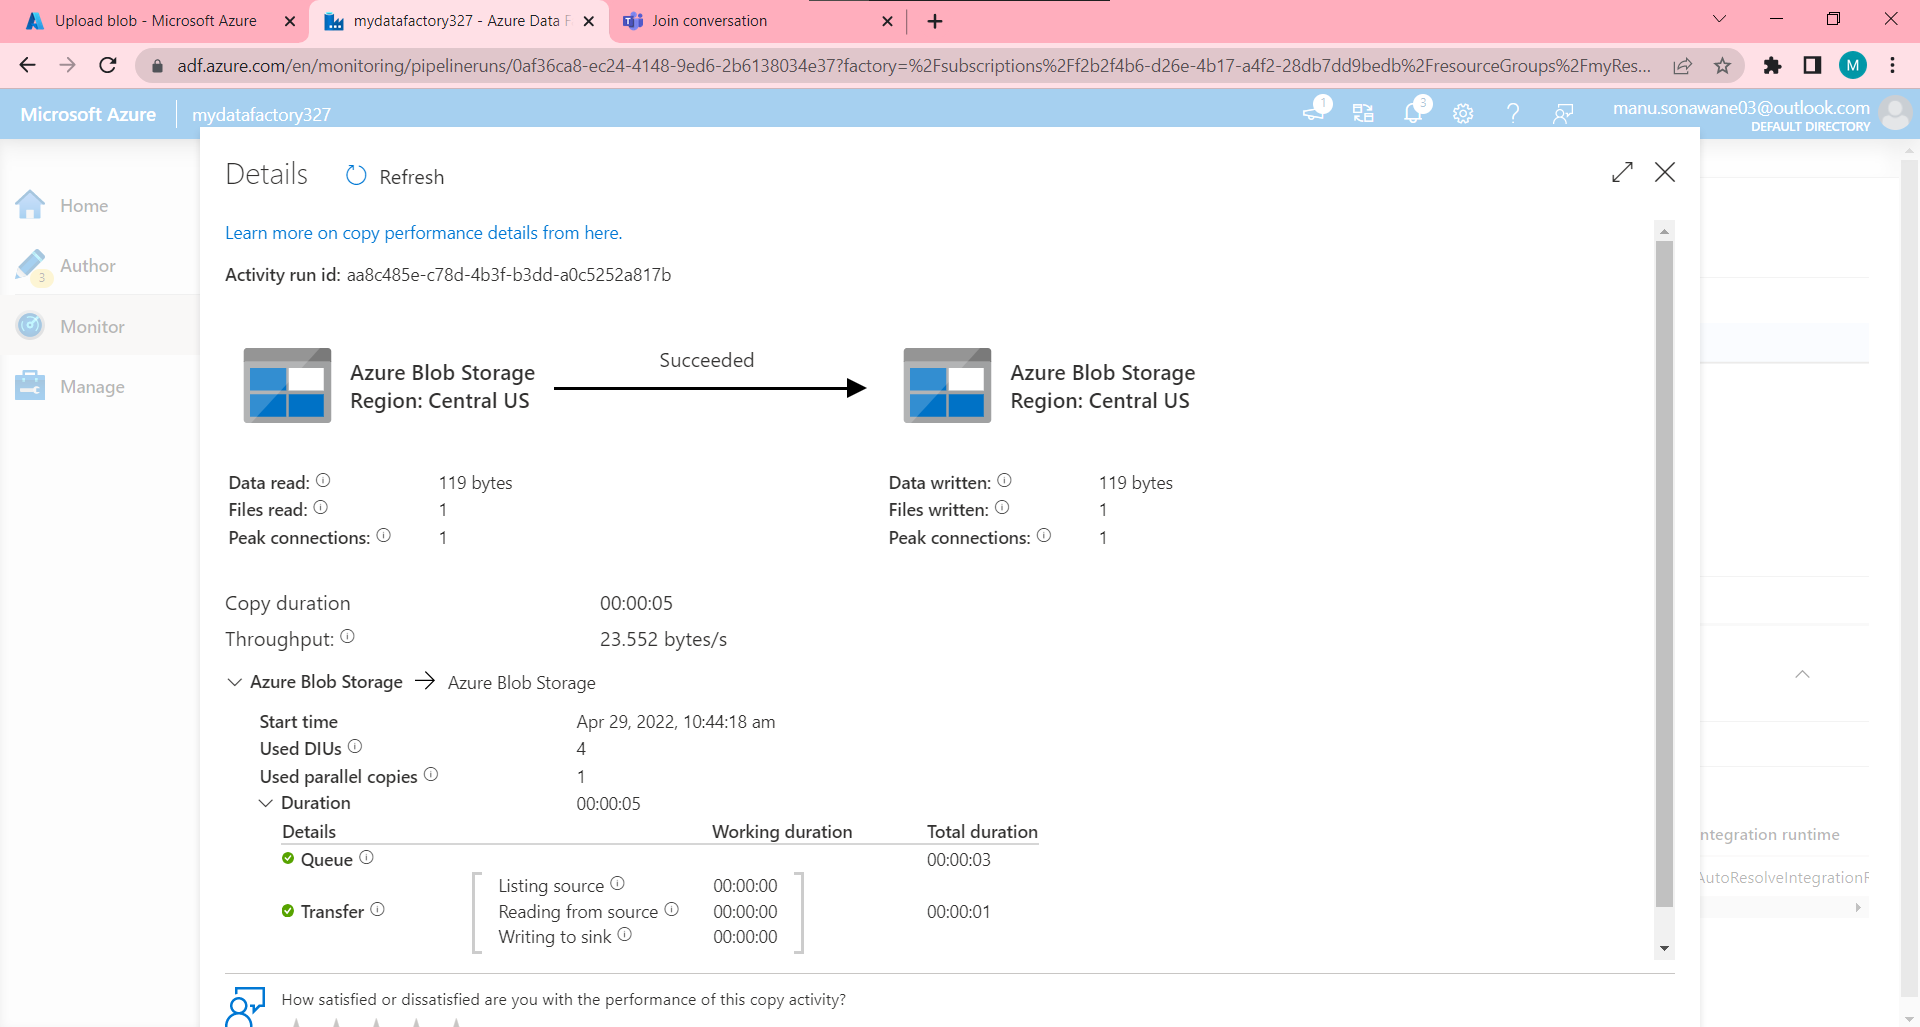 Upload blob - Microsoft Azure
mydatafactory327 - Azure Data F
Join conversation
adf.azure.com/en/monitoring/pipelineruns/0af36ca8-ec24-4148-9ed6-2b6138034e37?factory=%2Fsubscriptions%2Ff2b2f4b6-d26e-4b17-a4f2-28db7dd9bedb%2FresourceGroups%2FmyRes...
M
Microsoft Azure
mydatafactory327
1
3
?
manu.sonawane03@outlook.com
DEFAULT DIRECTORY
Home
Author
3
Monitor
Manage
Details
Refresh
Learn more on copy performance details from here.
Activity run id: aa8c485e-c78d-4b3f-b3dd-a0c5252a817b
Azure Blob Storage
Region: Central US
Succeeded
Azure Blob Storage
Region: Central US
Data read: 119 bytes
Files read: 1
Peak connections: 1
Data written: 119 bytes
Files written: 1
Peak connections: 1
Copy duration 00:00:05
Throughput: 23.552 bytes/s
Azure Blob Storage → Azure Blob Storage
Start time Apr 29, 2022, 10:44:18 am
Used DIUs 4
Used parallel copies 1
Duration 00:00:05
Details Working duration Total duration
Queue 00:00:03
Listing source 00:00:00
Transfer Reading from source 00:00:00 00:00:01
Writing to sink 00:00:00
How satisfied or dissatisfied are you with the performance of this copy activity?
ntegration runtime
AutoResolveIntegrationR